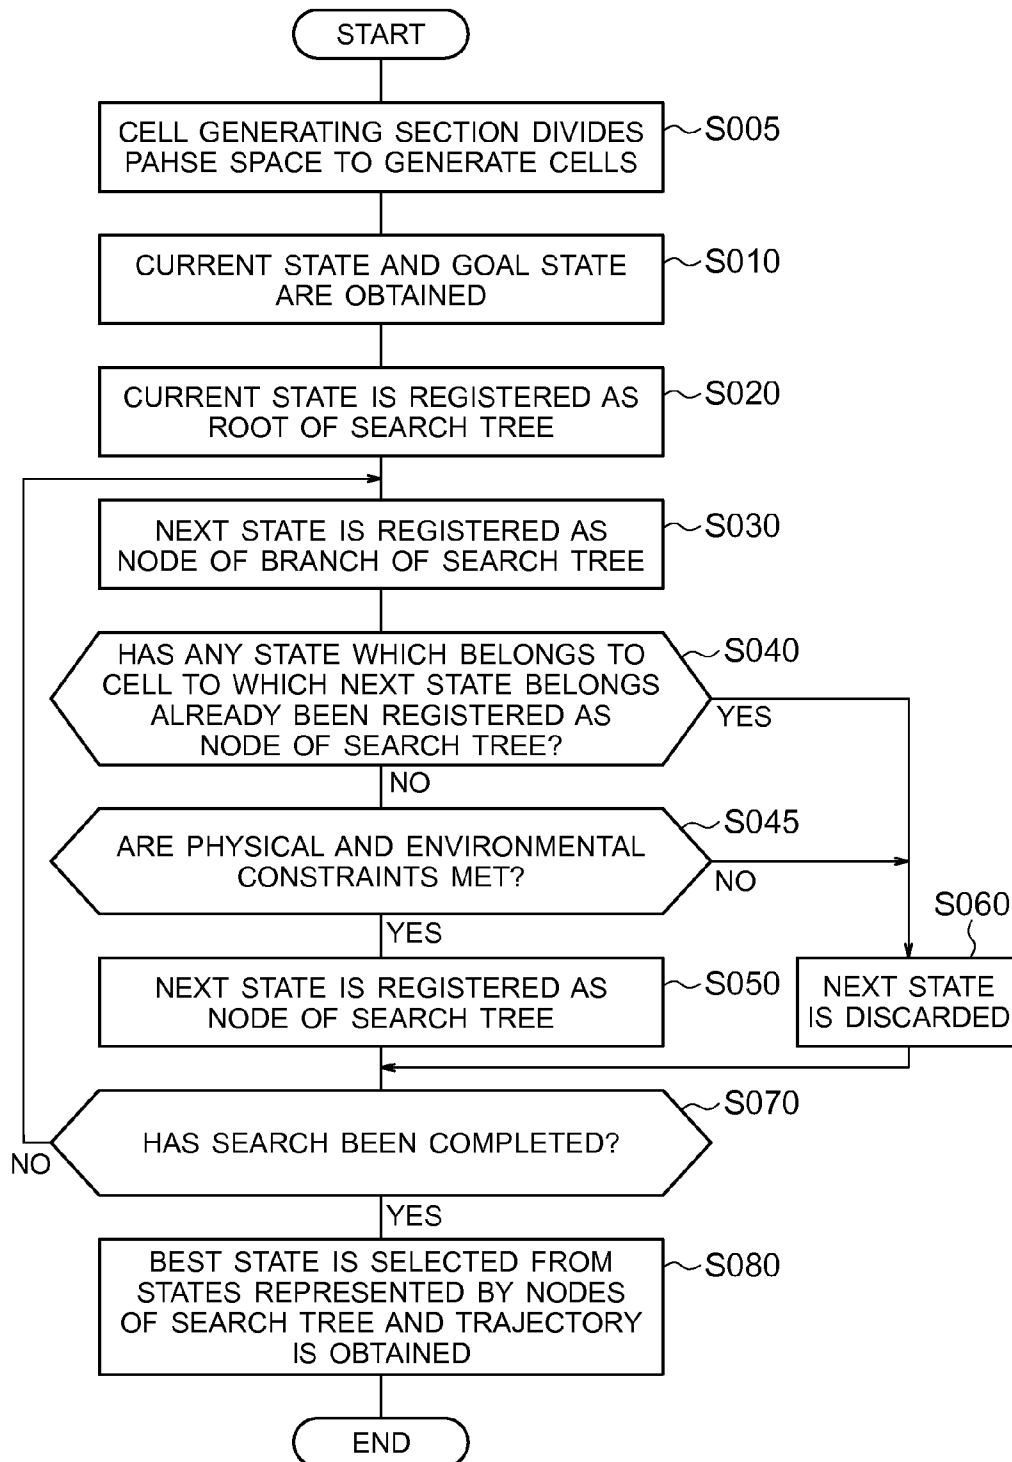 START
CELL GENERATING SECTION DIVIDES
PAHSE SPACE TO GENERATE CELLS
S005
CURRENT STATE AND GOAL STATE
ARE OBTAINED
S010
CURRENT STATE IS REGISTERED AS
ROOT OF SEARCH TREE
S020
NEXT STATE IS REGISTERED AS
NODE OF BRANCH OF SEARCH TREE
S030
HAS ANY STATE WHICH BELONGS TO
CELL TO WHICH NEXT STATE BELONGS
ALREADY BEEN REGISTERED AS
NODE OF SEARCH TREE?
S040
YES
NO
ARE PHYSICAL AND ENVIRONMENTAL
CONSTRAINTS MET?
S045
NO
YES
NEXT STATE IS REGISTERED AS
NODE OF SEARCH TREE
S050
S060
NEXT STATE
IS DISCARDED
HAS SEARCH BEEN COMPLETED?
S070
NO
YES
BEST STATE IS SELECTED FROM
STATES REPRESENTED BY NODES
OF SEARCH TREE AND TRAJECTORY
IS OBTAINED
S080
END